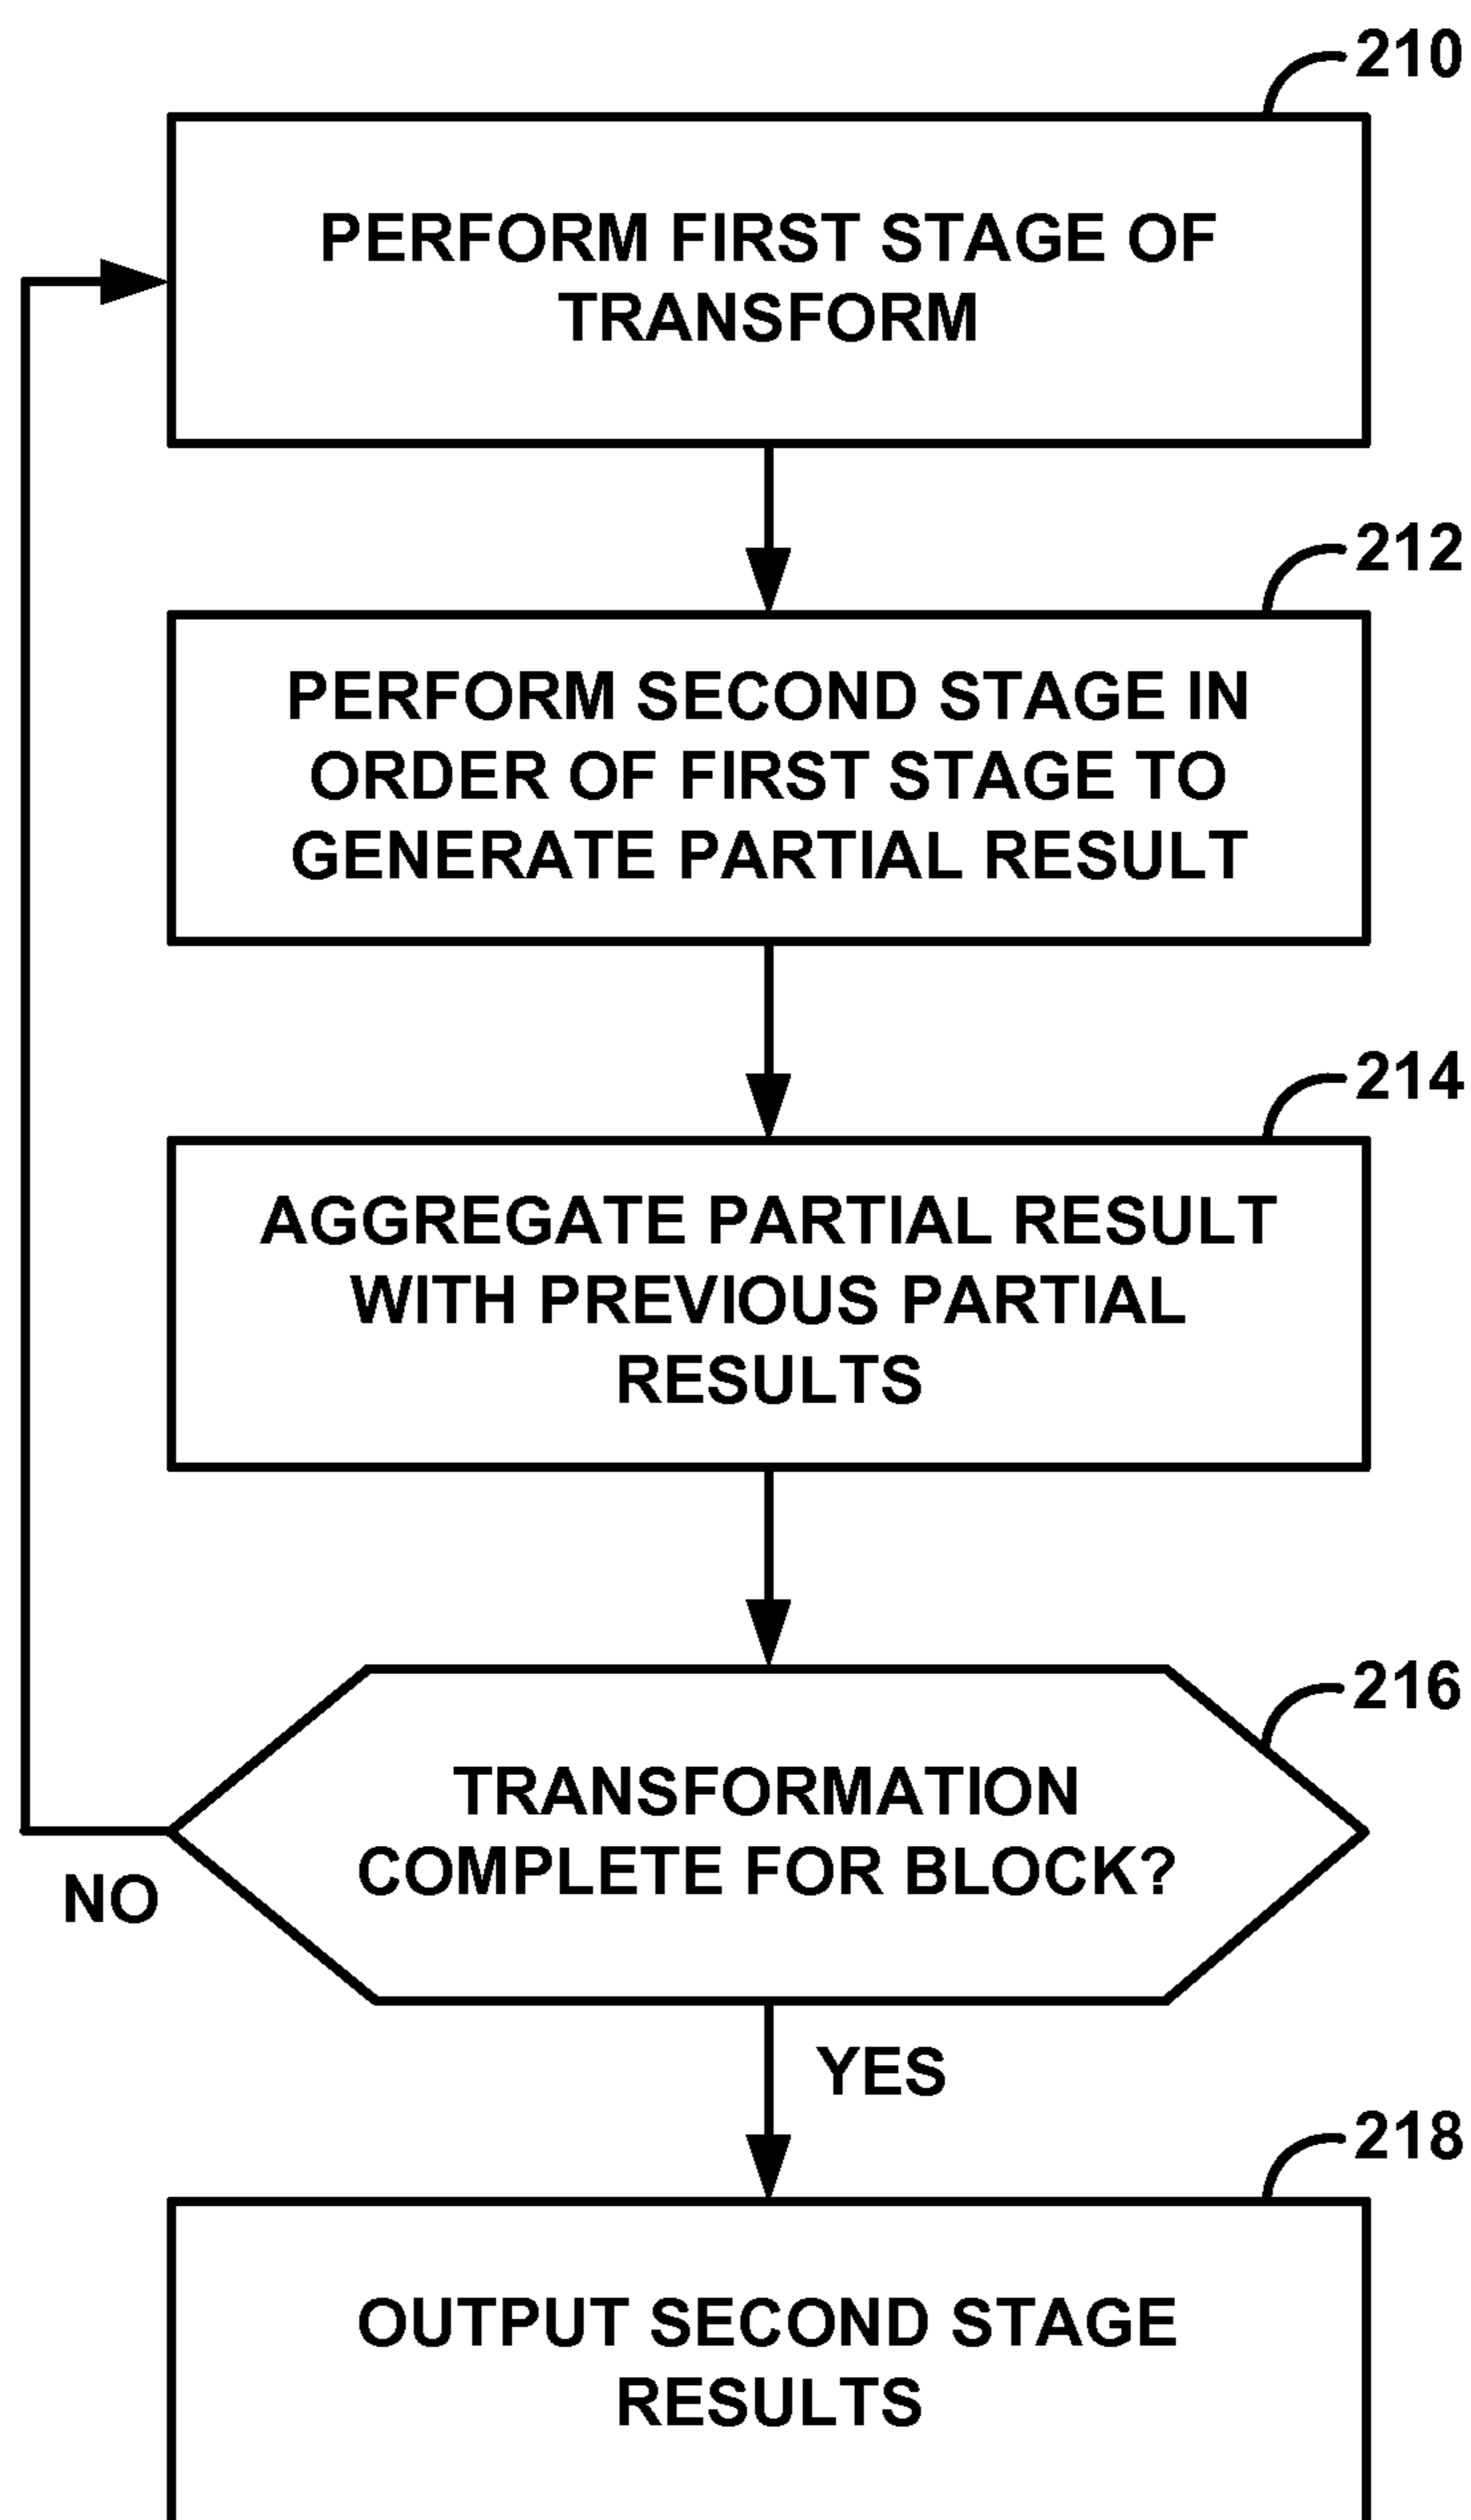 210
PERFORM FIRST STAGE OF
TRANSFORM
212
PERFORM SECOND STAGE IN
ORDER OF FIRST STAGE TO
GENERATE PARTIAL RESULT
214
AGGREGATE PARTIAL RESULT
WITH PREVIOUS PARTIAL
RESULTS
216
TRANSFORMATION
COMPLETE FOR BLOCK?
NO
YES
218
OUTPUT SECOND STAGE
RESULTS